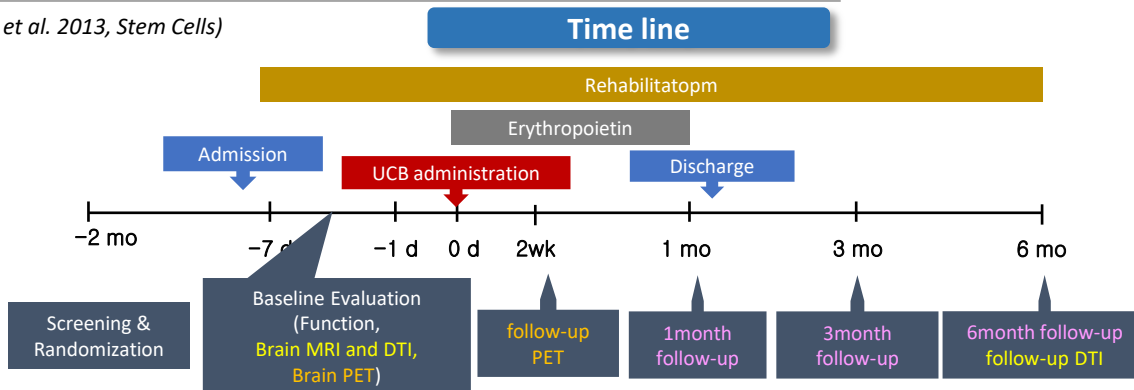 et al. 2013, Stem Cells)
Time line
Rehabilitatopm
Erythropoietin
Admission
UCB administration
Discharge
−2 mo
−7 d
−1 d
0 d
2wk
1 mo
3 mo
6 mo
Screening &
Randomization
Baseline Evaluation
(Function,
Brain MRI and DTI,
Brain PET)
follow-up
PET
1month
follow-up
3month
follow-up
6month follow-up
follow-up DTI